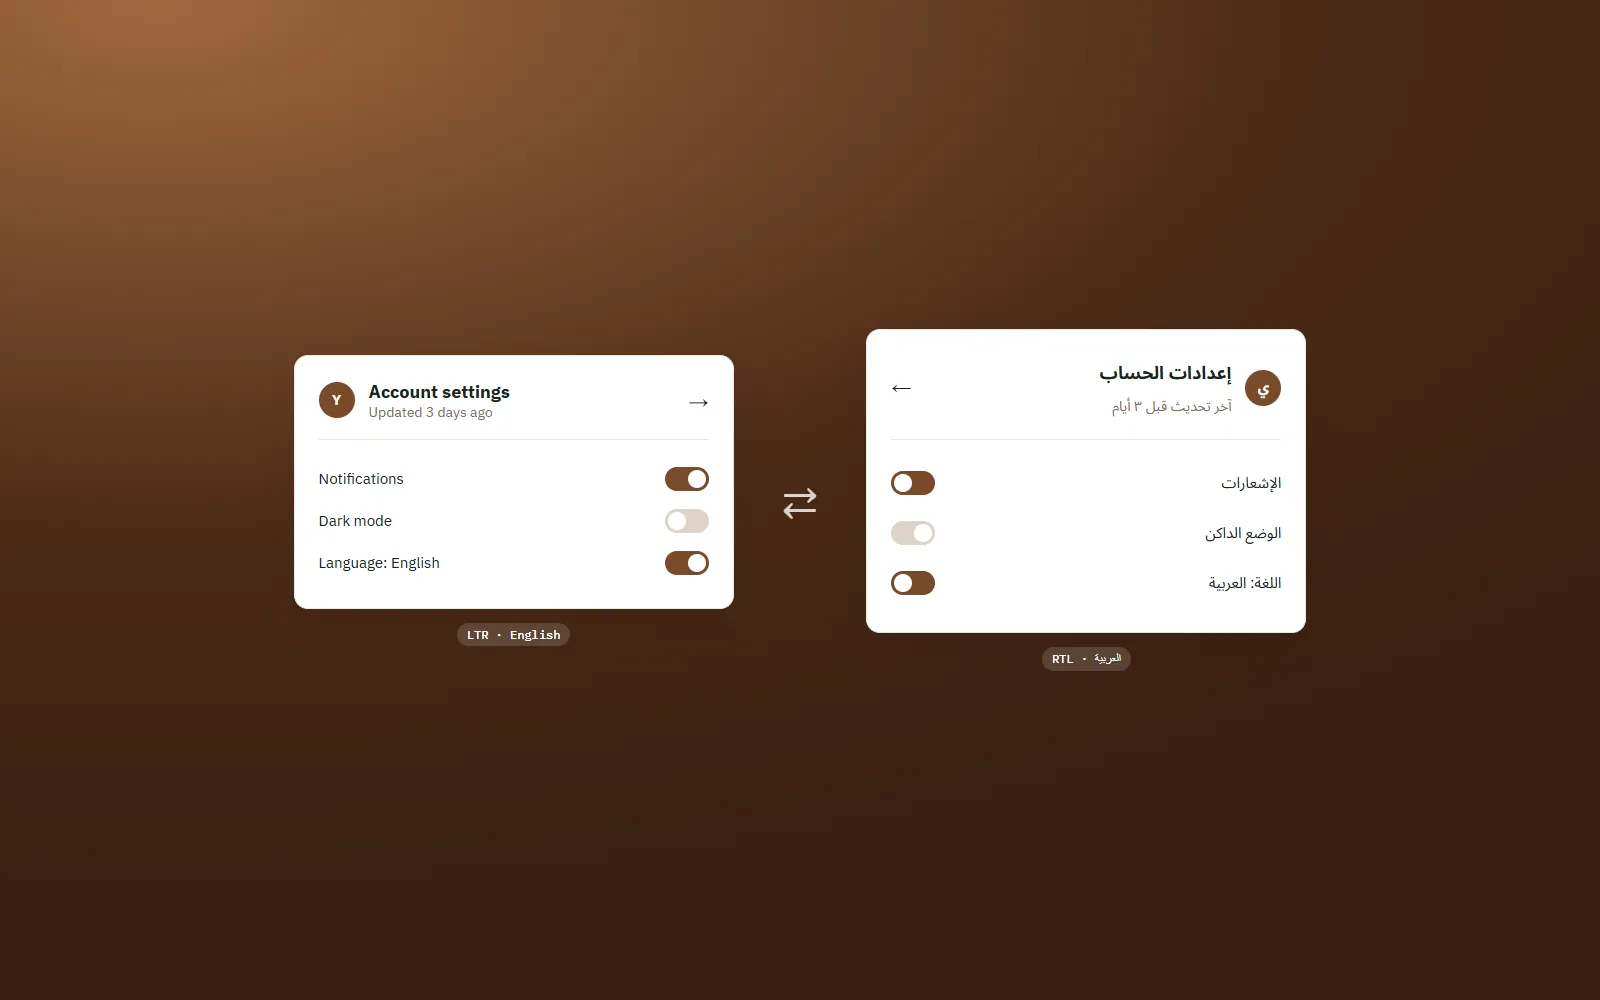 Y
Account settings
Updated 3 days ago
→
Notifications
Dark mode
Language: English
LTR · English
⇄
ي
إعدادات الحساب
آخر تحديث قبل ٣ أيام
←
الإشعارات
الوضع الداكن
اللغة: العربية
RTL · العربية